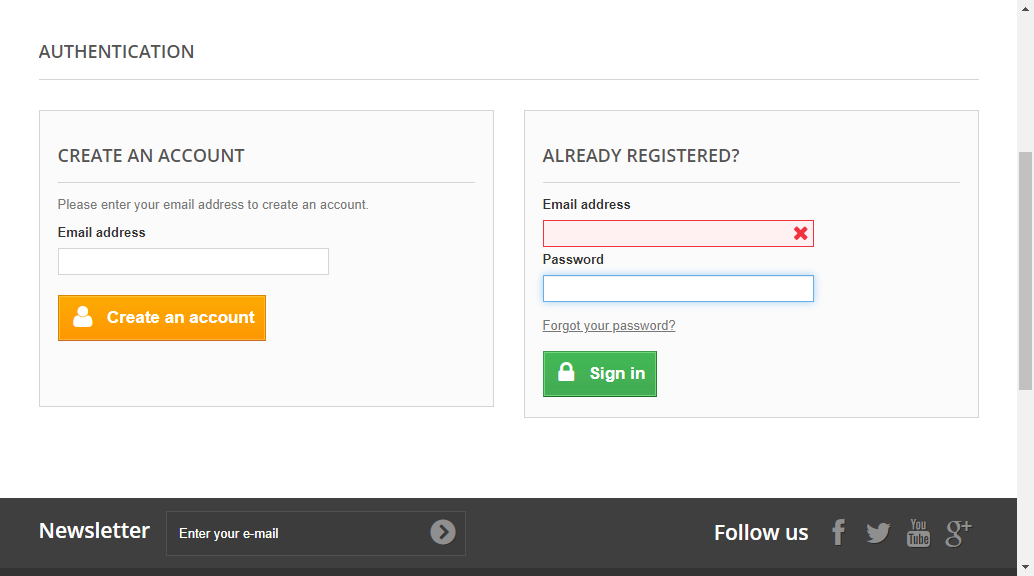 AUTHENTICATION
CREATE AN ACCOUNT
Please enter your email address to create an account.
Email address
Create an account
ALREADY REGISTERED?
Email address
Password
Forgot your password?
Sign in
Newsletter
Enter your e-mail
Follow us
You
Tube
g+